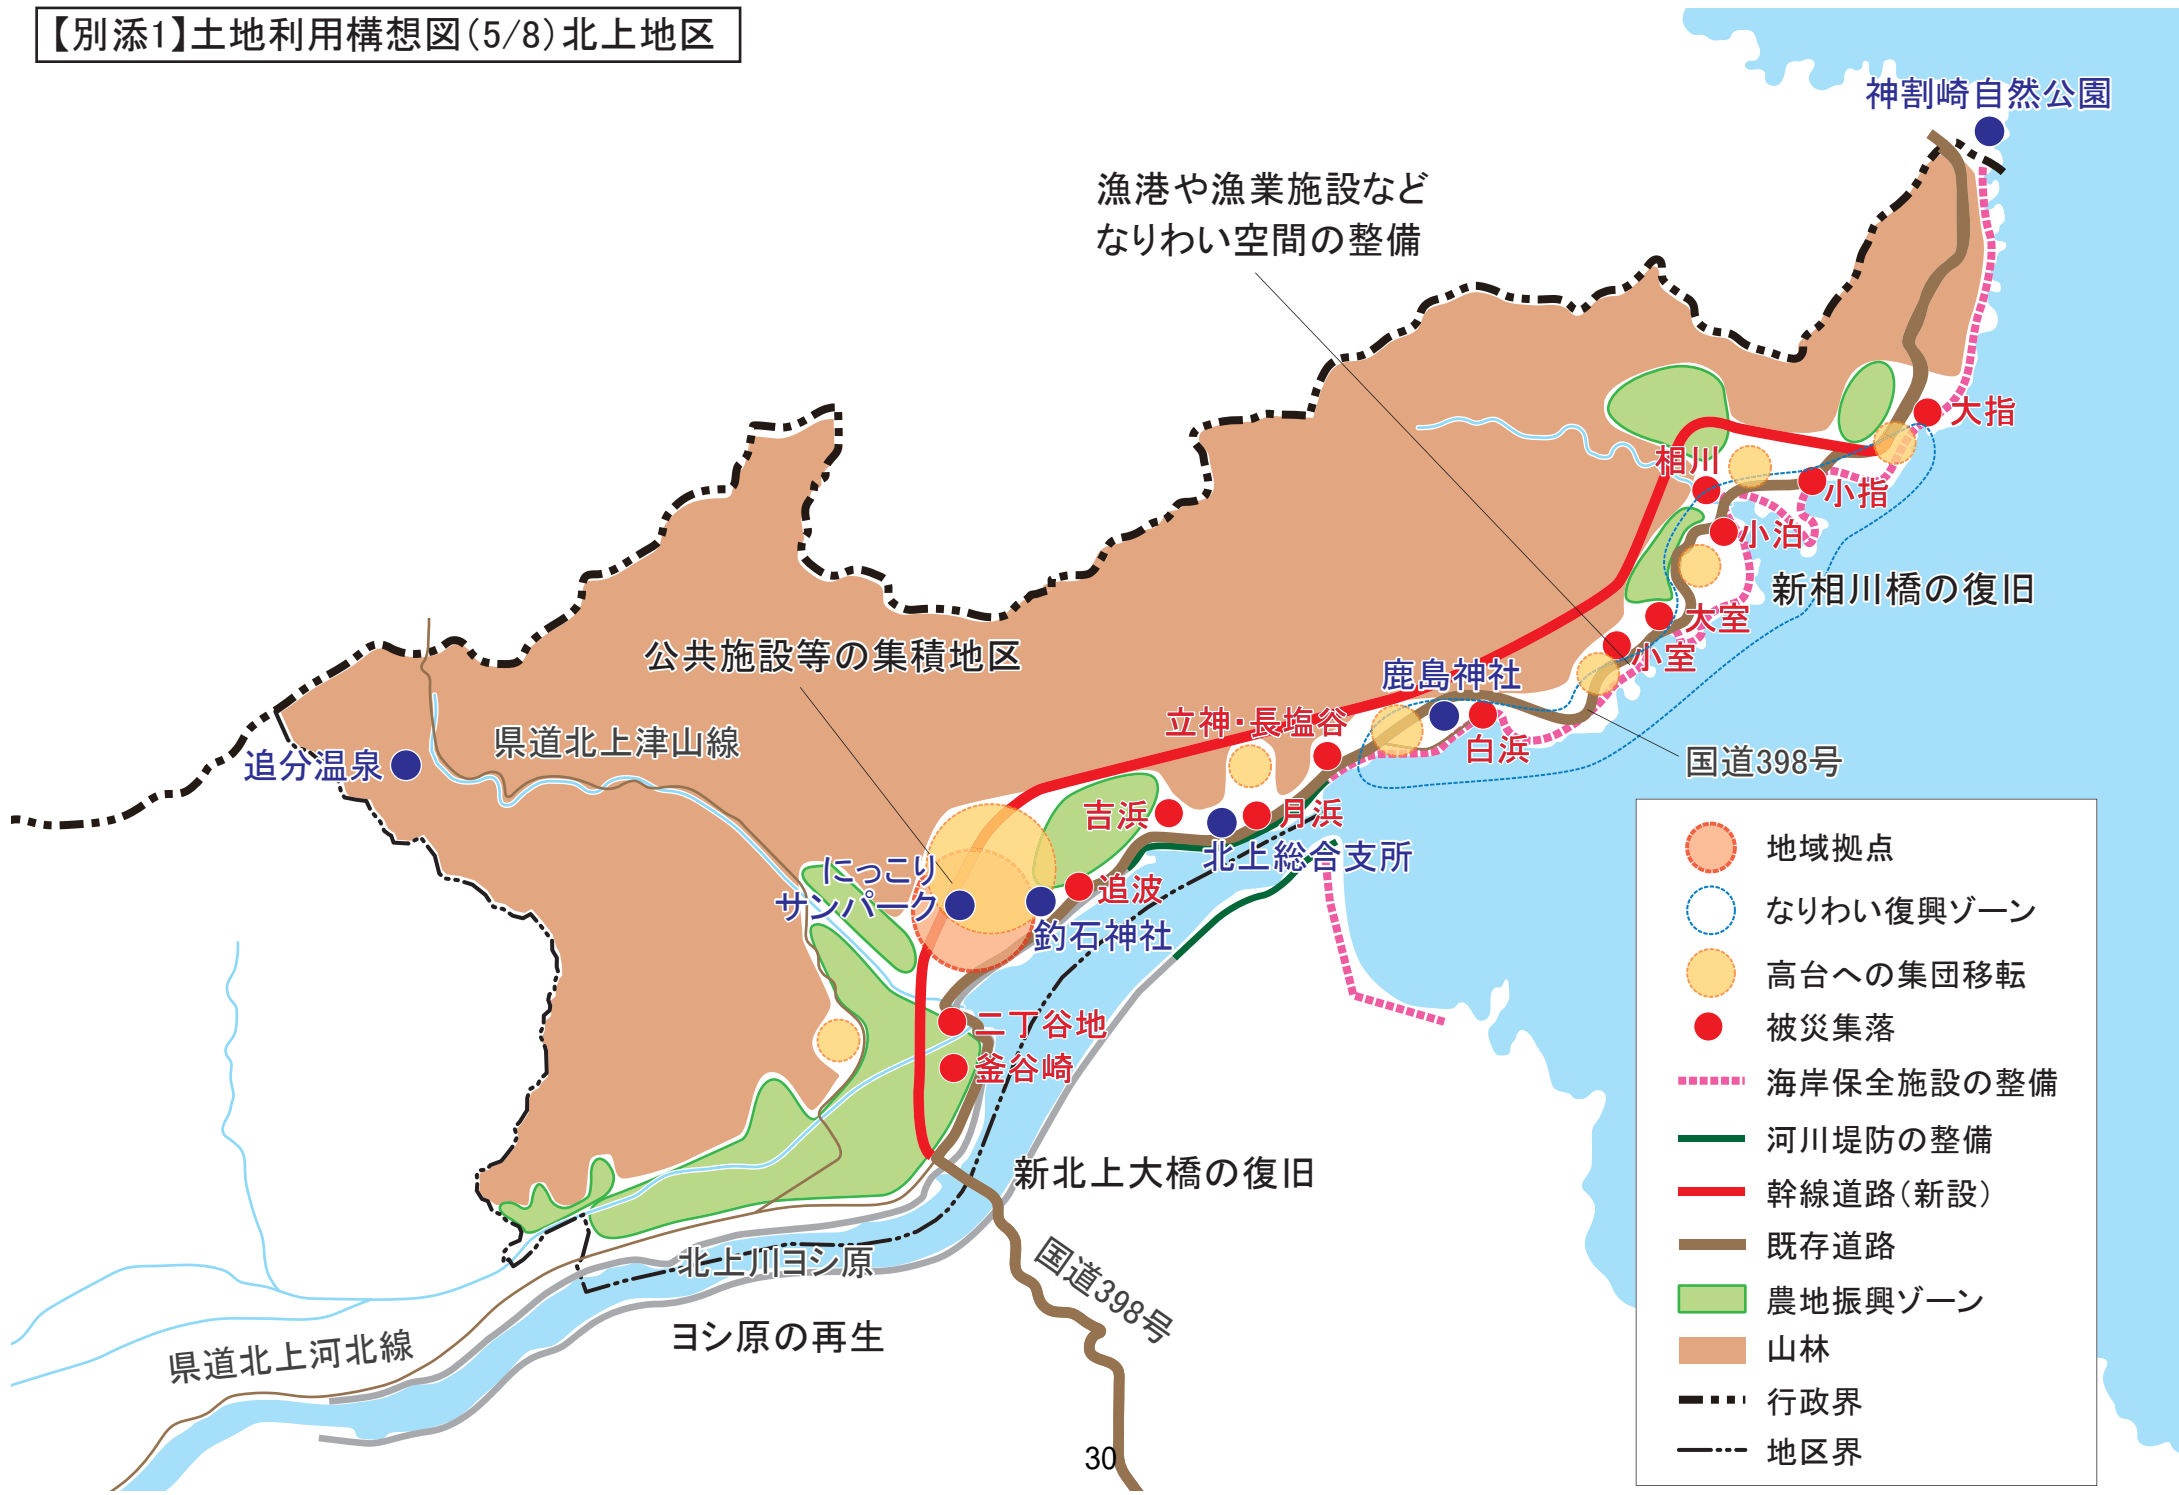 【別添1】土地利用構想図(5/8)北上地区
神割崎自然公園
漁港や漁業施設など
なりわい空間の整備
大指
相川
小指
小泊
新相川橋の復旧
大室
小室
公共施設等の集積地区
鹿島神社
立神・長塩谷
白浜
国道398号
県道北上津山線
追分温泉
吉浜
月浜
北上総合支所
にっこり
サンパーク
追波
釣石神社
二丁谷地
釜谷崎
新北上大橋の復旧
北上川ヨシ原
国道398号
ヨシ原の再生
県道北上河北線
地域拠点
なりわい復興ゾーン
高台への集団移転
被災集落
海岸保全施設の整備
河川堤防の整備
幹線道路(新設)
既存道路
農地振興ゾーン
山林
行政界
地区界
30